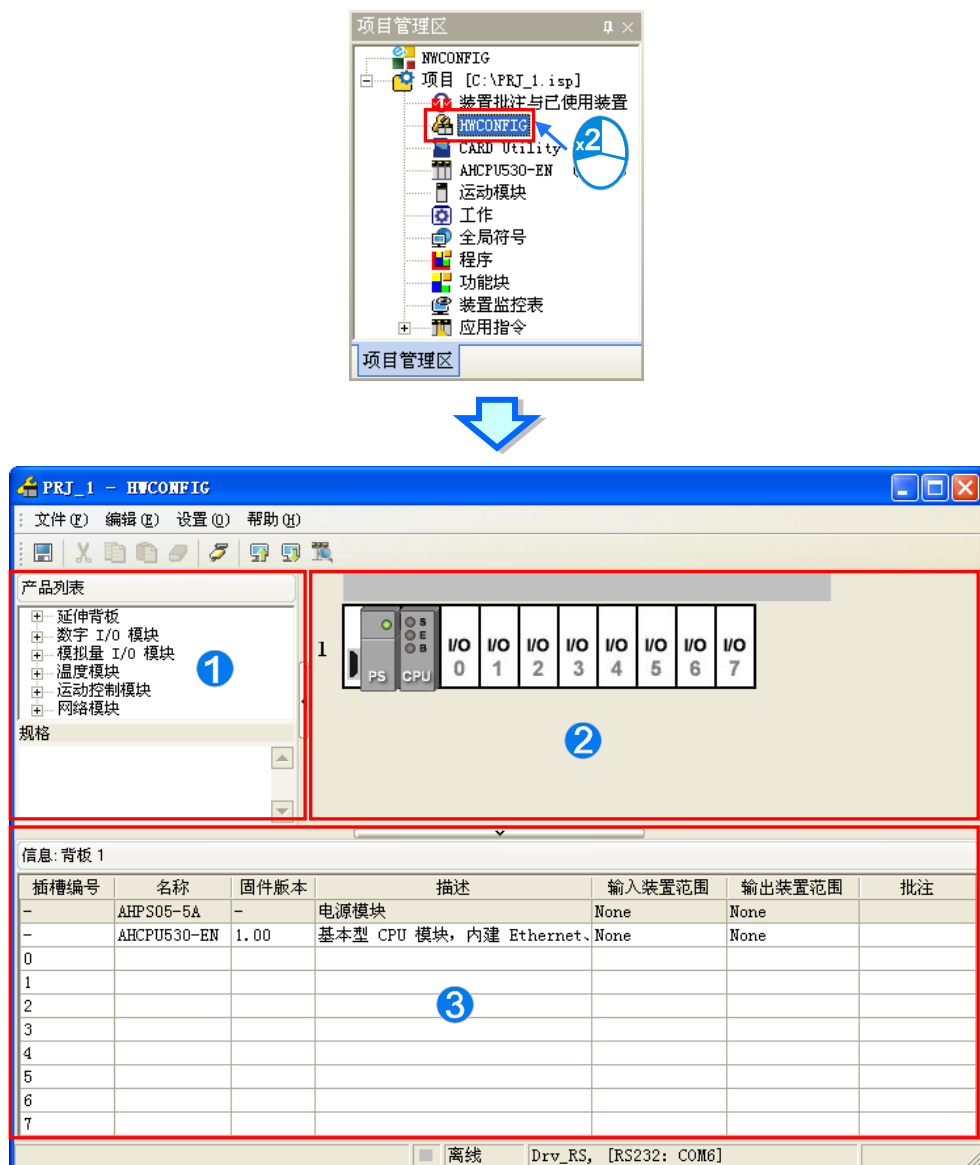 项目管理区
NWCONFIG
项目 [C:\PRJ_1.isp]
装置批注与已使用装置
HWCONFIG
x2
CARD Utility
AHCPU530-EN
运动模块
工作
全局符号
程序
功能块
装置监控表
应用指令
项目管理区
PRJ_1 - HWCONFIG
文件(F) 编辑(E) 设置(O) 帮助(H)
产品列表
延伸背板
数字 I/O 模块
模拟量 I/O 模块
温度模块
运动控制模块
网络模块
1
规格
1
PS
CPU
S
E
B
I/O I/O I/O I/O I/O I/O I/O I/O
0 1 2 3 4 5 6 7
2
信息: 背板 1
插槽编号 名称 固件版本 描述 输入装置范围 输出装置范围 批注
- AHPS05-5A - 电源模块 None None
- AHCPU530-EN 1.00 基本型 CPU 模块，内建 Ethernet、 None None
0
1
2
3
3
4
5
6
7
离线 Drv_RS, [RS232: COM6]